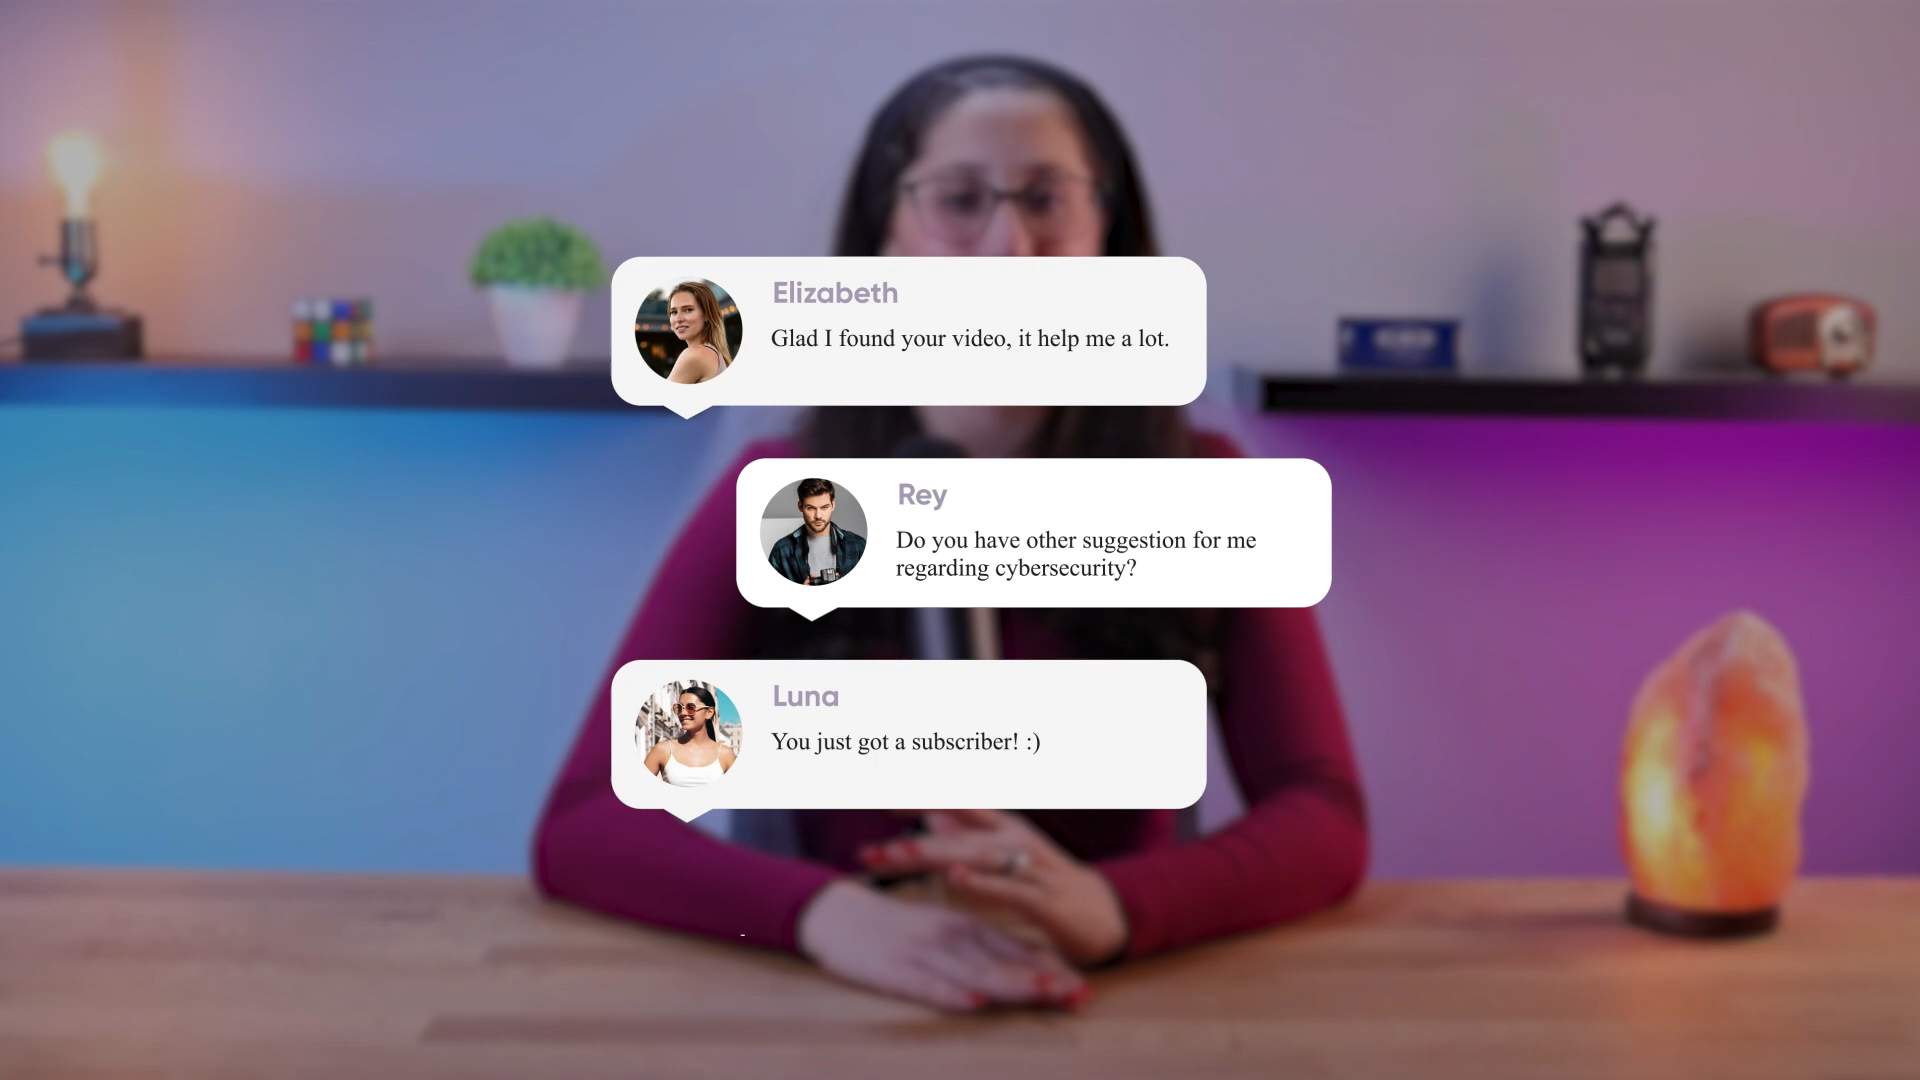 Elizabeth
Glad I found your video, it help me a lot.
Rey
Do you have other suggestion for me
regarding cybersecurity?
Luna
You just got a subscriber! :)